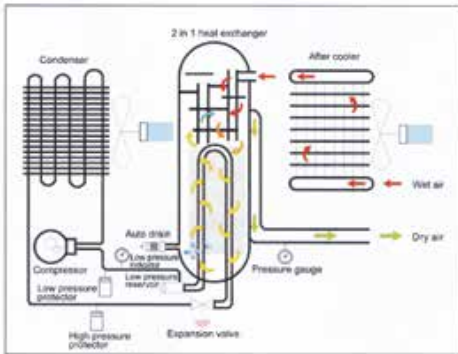 2 in 1 heat exchanger
Condenser
After cooler
Wet air
Dry air
Auto drain
Low pressure
indicator
Compressor
Low pressure
reservoir
Pressure gauge
Low pressure
protector
Expansion valve
High pressure
protector